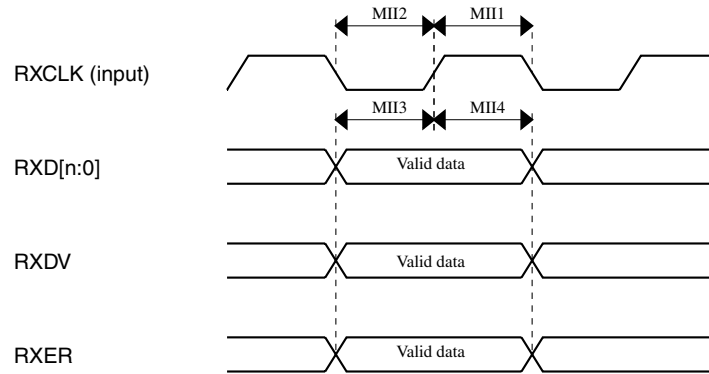 MII2 MII1
RXCLK (input)
MII3 MII4
RXD[n:0] Valid data
RXDV Valid data
RXER Valid data